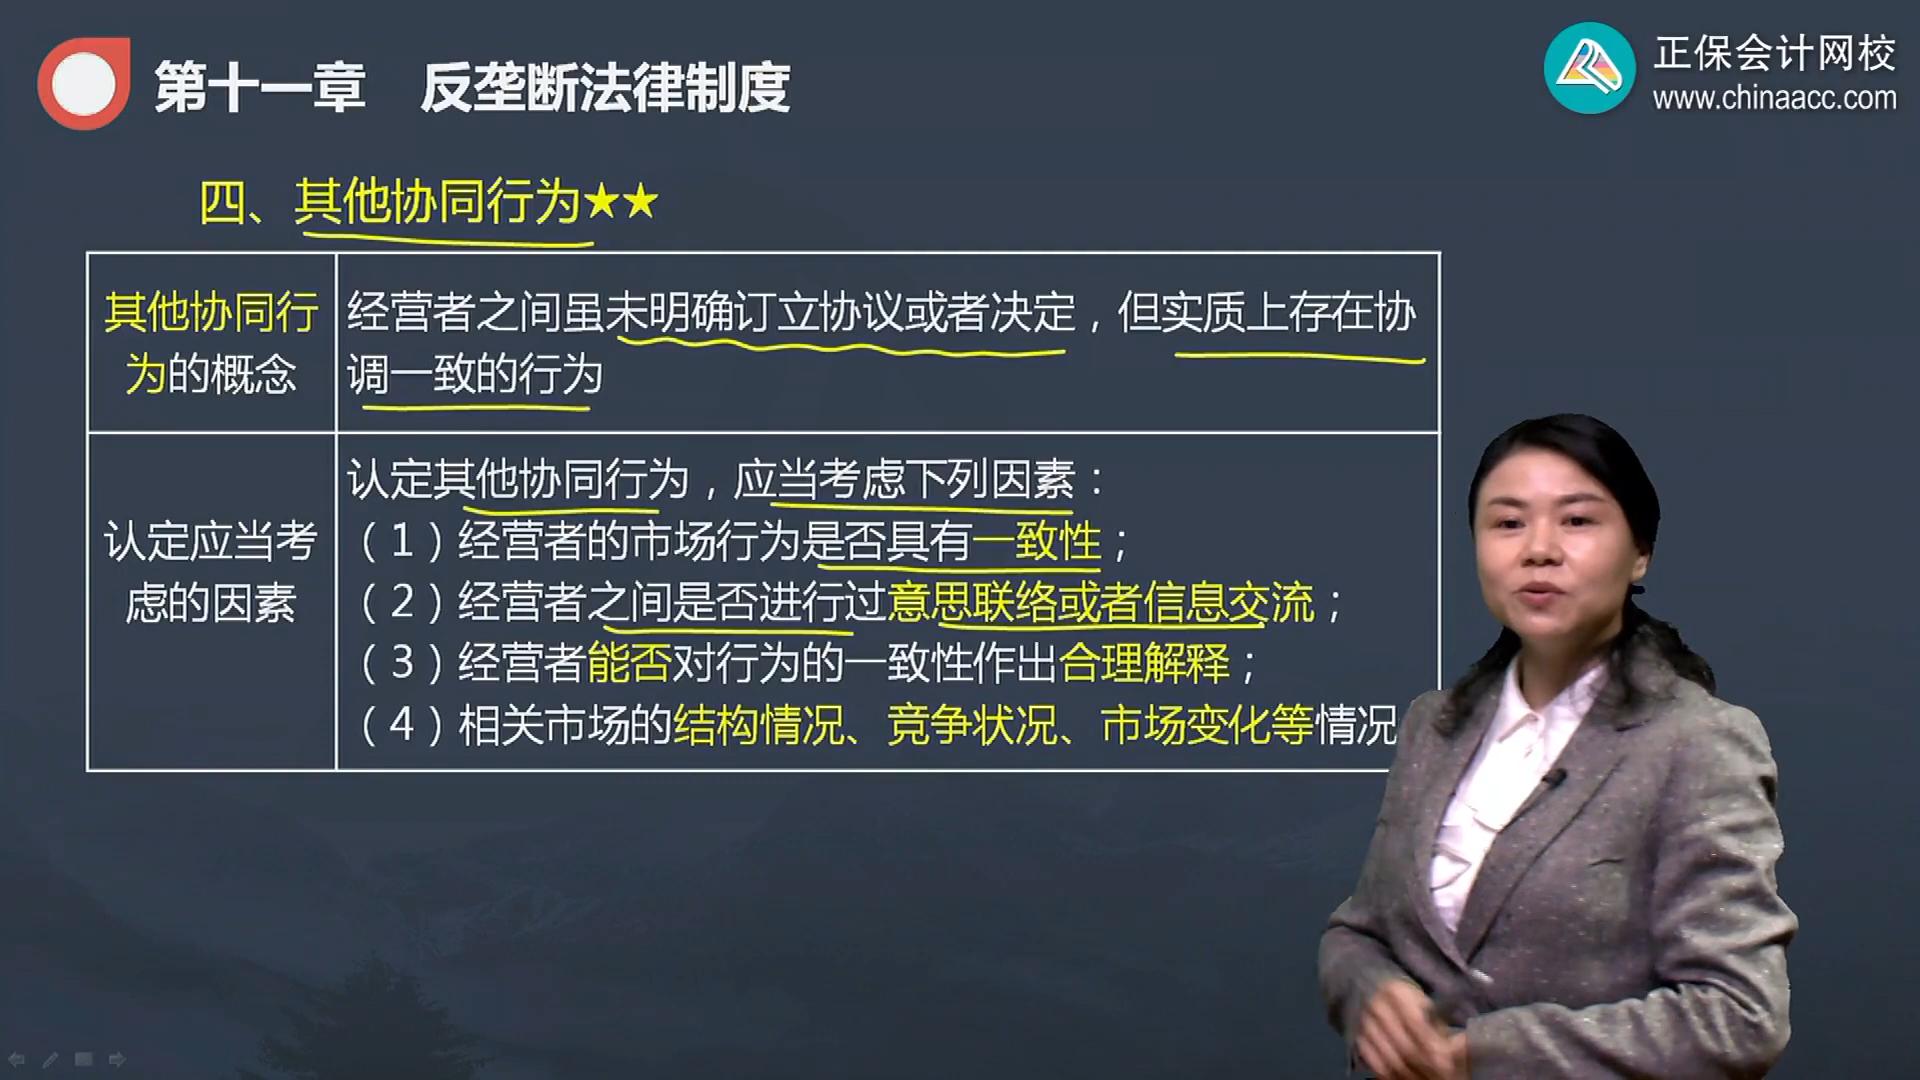 第十一章 反垄断法律制度
正保会计网校
www.chinaacc.com
四、其他协同行为★★
其他协同行
为的概念
经营者之间虽未明确订立协议或者决定，但实质上存在协
调一致的行为
认定应当考
虑的因素
认定其他协同行为，应当考虑下列因素：
（1）经营者的市场行为是否具有一致性；
（2）经营者之间是否进行过意思联络或者信息交流；
（3）经营者能否对行为的一致性作出合理解释；
（4）相关市场的结构情况、竞争状况、市场变化等情况